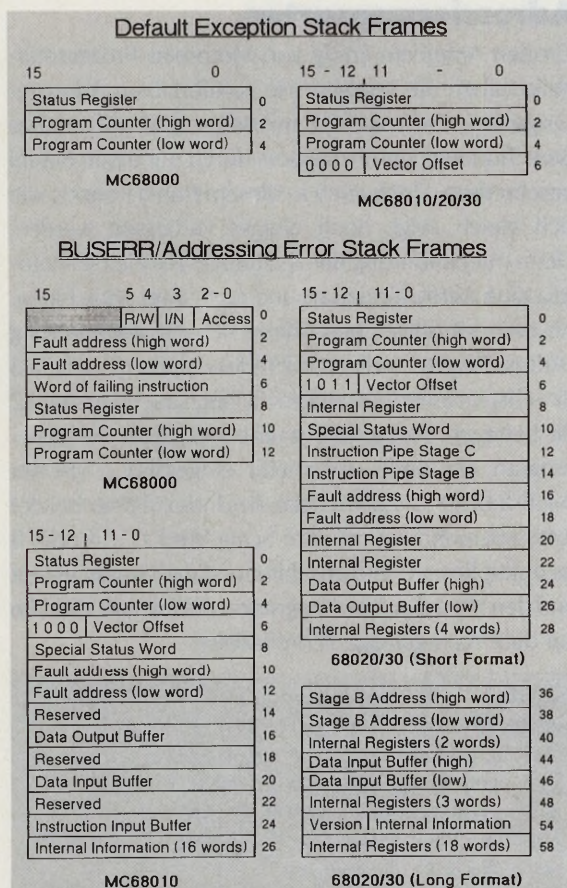 Default Exception Stack Frames
15 0
Status Register 0
Program Counter (high word) 2
Program Counter (low word) 4
MC68000
15 - 12 11 - 0
Status Register 0
Program Counter (high word) 2
Program Counter (low word) 4
0 0 0 0 Vector Offset 6
MC68010/20/30
BUSERR/Addressing Error Stack Frames
15 5 4 3 2 - 0
R/W I/N Access 0
Fault address (high word) 2
Fault address (low word) 4
Word of failing instruction 6
Status Register 8
Program Counter (high word) 10
Program Counter (low word) 12
MC68000
15 - 12 11 - 0
Status Register 0
Program Counter (high word) 2
Program Counter (low word) 4
1 0 0 0 Vector Offset 6
Special Status Word 8
Fault address (high word) 10
Fault address (low word) 12
Reserved 14
Data Output Buffer 16
Reserved 18
Data Input Buffer 20
Reserved 22
Instruction Input Buffer 24
Internal Information (16 words) 26
MC68010
15 - 12 11 - 0
Status Register 0
Program Counter (high word) 2
Program Counter (low word) 4
1 0 1 1 Vector Offset 6
Internal Register 8
Special Status Word 10
Instruction Pipe Stage C 12
Instruction Pipe Stage B 14
Fault address (high word) 16
Fault address (low word) 18
Internal Register 20
Internal Register 22
Data Output Buffer (high) 24
Data Output Buffer (low) 26
Internal Registers (4 words) 28
68020/30 (Short Format)
Stage B Address (high word) 36
Stage B Address (low word) 38
Internal Registers (2 words) 40
Data Input Buffer (high) 44
Data Input Buffer (low) 46
Internal Registers (3 words) 48
Version Internal Information 54
Internal Registers (18 words) 58
68020/30 (Long Format)